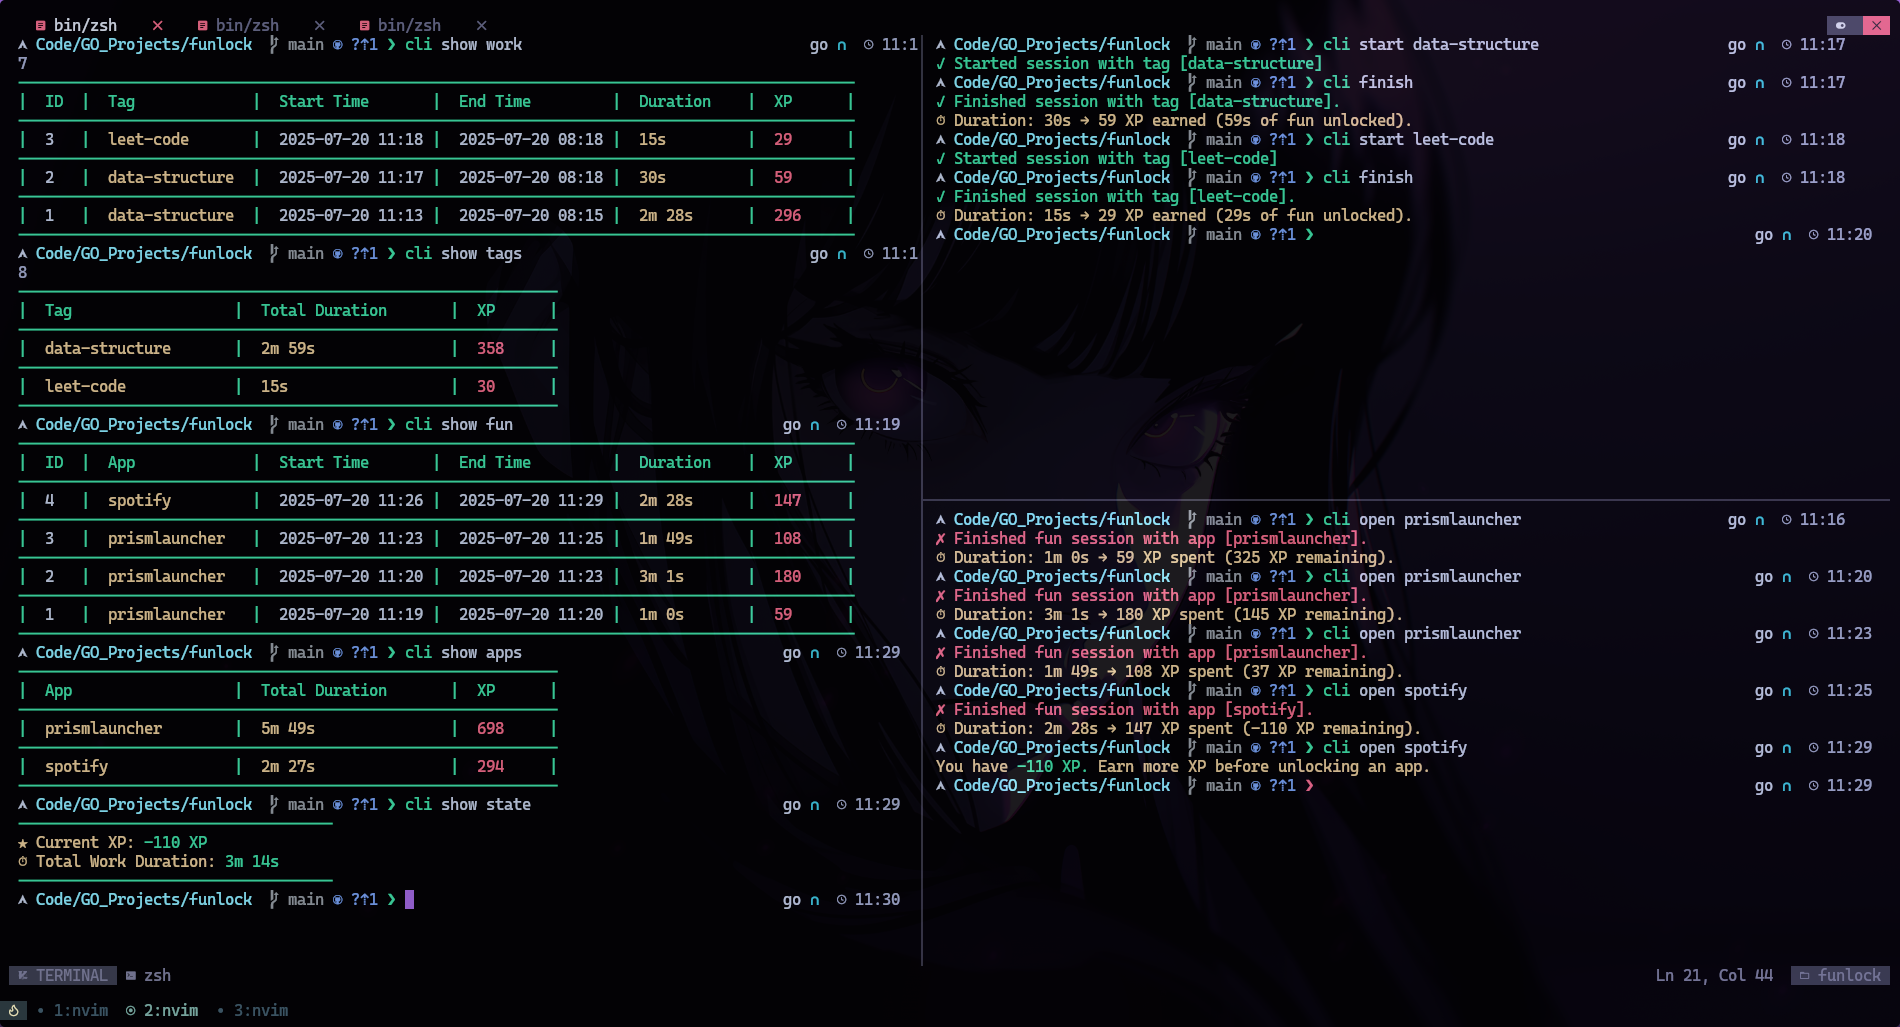 bin/zsh bin/zsh bin/zsh
Code/GO_Projects/funlock main ?⇡1 ❯ cli show work go 11:1
7
| ID | Tag | Start Time | End Time | Duration | XP |
| 3 | leet-code | 2025-07-20 11:18 | 2025-07-20 08:18 | 15s | 29 |
| 2 | data-structure | 2025-07-20 11:17 | 2025-07-20 08:18 | 30s | 59 |
| 1 | data-structure | 2025-07-20 11:13 | 2025-07-20 08:15 | 2m 28s | 296 |
Code/GO_Projects/funlock main ?⇡1 ❯ cli show tags go 11:1
8
| Tag | Total Duration | XP |
| data-structure | 2m 59s | 358 |
| leet-code | 15s | 30 |
Code/GO_Projects/funlock main ?⇡1 ❯ cli show fun go 11:19
| ID | App | Start Time | End Time | Duration | XP |
| 4 | spotify | 2025-07-20 11:26 | 2025-07-20 11:29 | 2m 28s | 147 |
| 3 | prismlauncher | 2025-07-20 11:23 | 2025-07-20 11:25 | 1m 49s | 108 |
| 2 | prismlauncher | 2025-07-20 11:20 | 2025-07-20 11:23 | 3m 1s | 180 |
| 1 | prismlauncher | 2025-07-20 11:19 | 2025-07-20 11:20 | 1m 0s | 59 |
Code/GO_Projects/funlock main ?⇡1 ❯ cli show apps go 11:29
| App | Total Duration | XP |
| prismlauncher | 5m 49s | 698 |
| spotify | 2m 27s | 294 |
Code/GO_Projects/funlock main ?⇡1 ❯ cli show state go 11:29
★ Current XP: -110 XP
⏱ Total Work Duration: 3m 14s
Code/GO_Projects/funlock main ?⇡1 ❯ go 11:30
Code/GO_Projects/funlock main ?⇡1 ❯ cli start data-structure go 11:17
✓ Started session with tag [data-structure]
Code/GO_Projects/funlock main ?⇡1 ❯ cli finish go 11:17
✓ Finished session with tag [data-structure].
⏱ Duration: 30s → 59 XP earned (59s of fun unlocked).
Code/GO_Projects/funlock main ?⇡1 ❯ cli start leet-code go 11:18
✓ Started session with tag [leet-code]
Code/GO_Projects/funlock main ?⇡1 ❯ cli finish go 11:18
✓ Finished session with tag [leet-code].
⏱ Duration: 15s → 29 XP earned (29s of fun unlocked).
Code/GO_Projects/funlock main ?⇡1 ❯ go 11:20
Code/GO_Projects/funlock main ?⇡1 ❯ cli open prismlauncher go 11:16
✗ Finished fun session with app [prismlauncher].
⏱ Duration: 1m 0s → 59 XP spent (325 XP remaining).
Code/GO_Projects/funlock main ?⇡1 ❯ cli open prismlauncher go 11:20
✗ Finished fun session with app [prismlauncher].
⏱ Duration: 3m 1s → 180 XP spent (145 XP remaining).
Code/GO_Projects/funlock main ?⇡1 ❯ cli open prismlauncher go 11:23
✗ Finished fun session with app [prismlauncher].
⏱ Duration: 1m 49s → 108 XP spent (37 XP remaining).
Code/GO_Projects/funlock main ?⇡1 ❯ cli open spotify go 11:25
✗ Finished fun session with app [spotify].
⏱ Duration: 2m 28s → 147 XP spent (-110 XP remaining).
Code/GO_Projects/funlock main ?⇡1 ❯ cli open spotify go 11:29
You have -110 XP. Earn more XP before unlocking an app.
Code/GO_Projects/funlock main ?⇡1 ❯ go 11:29
TERMINAL zsh Ln 21, Col 44 funlock
• 1:nvim 2:nvim • 3:nvim